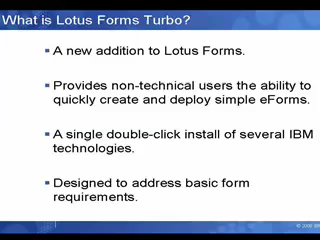 What is Lotus Forms Turbo?
A new addition to Lotus Forms.
Provides non-technical users the ability to
quickly create and deploy simple eForms.
A single double-click install of several IBM
technologies.
Designed to address basic form
requirements.